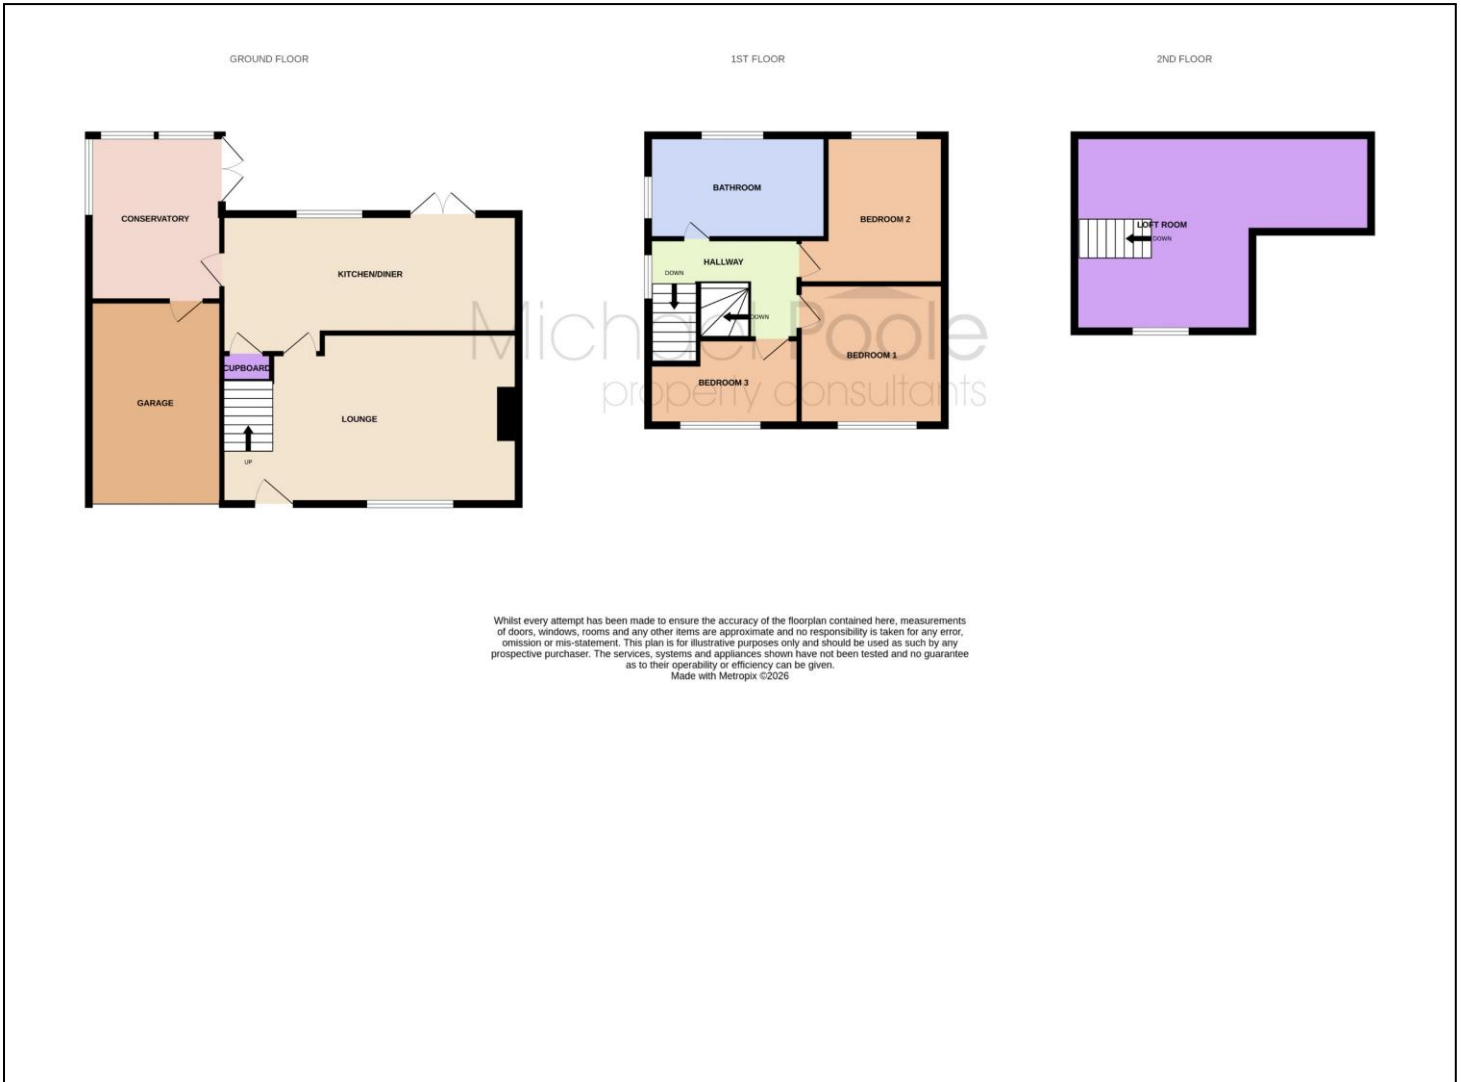 GROUND FLOOR
1ST FLOOR
2ND FLOOR
CONSERVATORY
KITCHEN/DINER
CUPBOARD
GARAGE
LOUNGE
UP
BATHROOM
BEDROOM 2
HALLWAY
DOWN
DOWN
BEDROOM 1
BEDROOM 3
LOFT ROOM
DOWN
Michael Poole
property consultants
Whilst every attempt has been made to ensure the accuracy of the floorplan contained here, measurements
of doors, windows, rooms and any other items are approximate and no responsibility is taken for any error,
omission or mis-statement. This plan is for illustrative purposes only and should be used as such by any
prospective purchaser. The services, systems and appliances shown have not been tested and no guarantee
as to their operability or efficiency can be given.
Made with Metropix ©2026